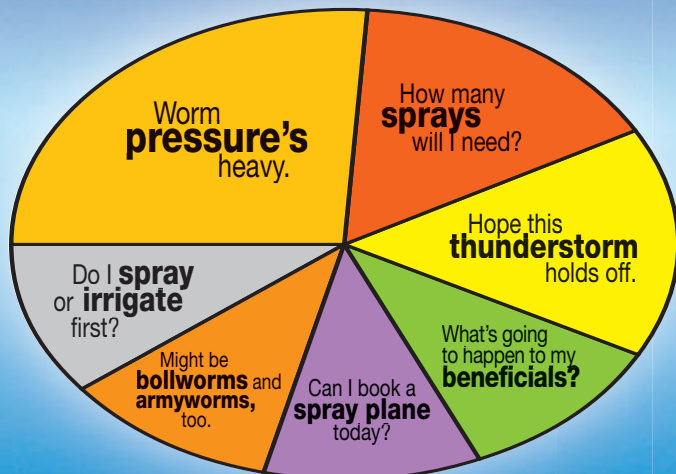 Worm
pressure's
heavy.
How many
sprays
will I need?
Hope this
thunderstorm
holds off.
What's going
to happen to my
beneficials?
Can I book a
spray plane
today?
Might be
bollworms and
armyworms,
too.
Do I spray
or irrigate
first?